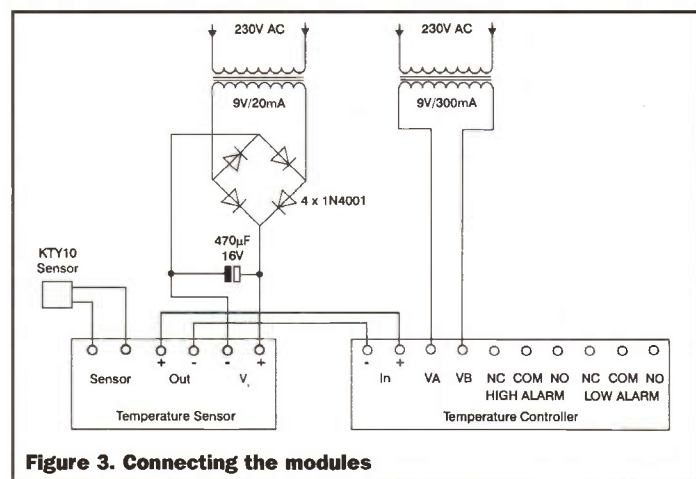 230V AC
230V AC
9V/20mA
9V/300mA
4 x 1N4001
470µF
16V
KTY10
Sensor
+ - - +
- +
Sensor Out V
In VA VB NC COM NO NC COM NO
HIGH ALARM LOW ALARM
Temperature Sensor
Temperature Controller
Figure 3. Connecting the modules